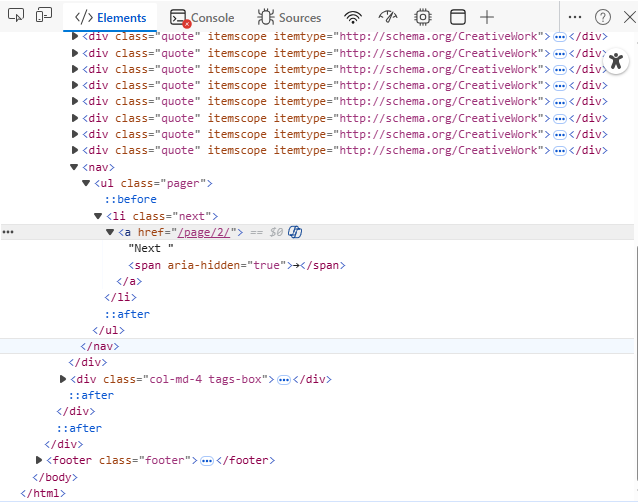 Elements Console Sources
<div class="quote" itemscope itemtype="http://schema.org/CreativeWork"></div>
<div class="quote" itemscope itemtype="http://schema.org/CreativeWork"></div>
<div class="quote" itemscope itemtype="http://schema.org/CreativeWork"></div>
<div class="quote" itemscope itemtype="http://schema.org/CreativeWork"></div>
<div class="quote" itemscope itemtype="http://schema.org/CreativeWork"></div>
<div class="quote" itemscope itemtype="http://schema.org/CreativeWork"></div>
<div class="quote" itemscope itemtype="http://schema.org/CreativeWork"></div>
<div class="quote" itemscope itemtype="http://schema.org/CreativeWork"></div>
<nav>
<ul class="pager">
::before
<li class="next">
<a href="/page/2/"> == $0
"Next "
<span aria-hidden="true">→</span>
</a>
</li>
::after
</ul>
</nav>
</div>
<div class="col-md-4 tags-box"></div>
::after
</div>
::after
</div>
<footer class="footer"></footer>
</body>
</html>